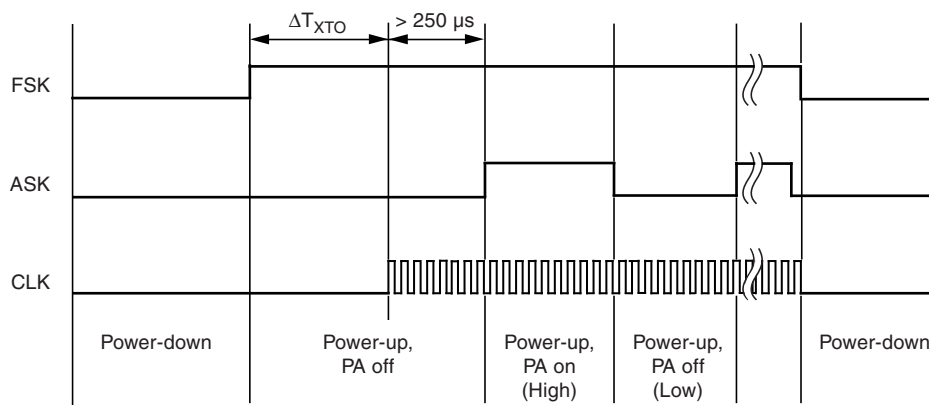 ΔT_XTO > 250 µs
FSK
ASK
CLK
Power-down Power-up, Power-up, Power-up, Power-down
PA off PA on PA off
(High) (Low)